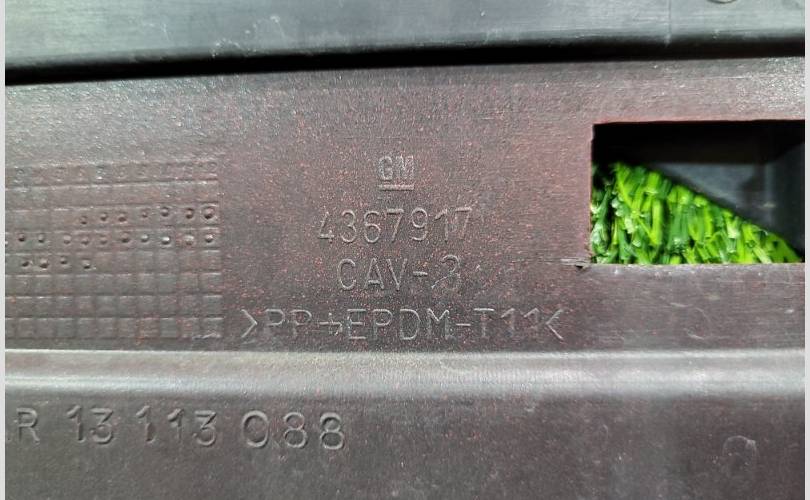 GM
4367917
CAV-3
>PP+EPDM-T11<
R 13 113 088